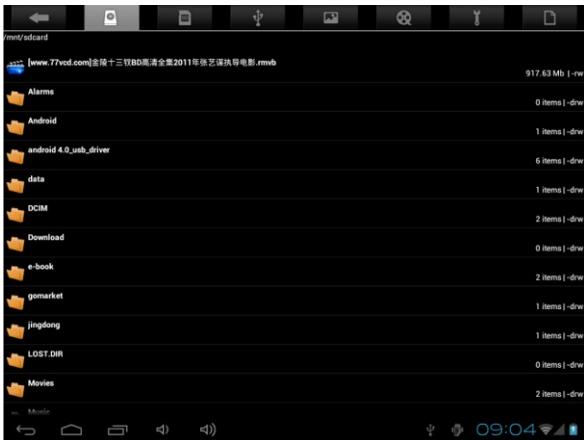 /mnt/sdcard
[www.77vcd.com]金陵十三钗BD高清全集2011年张艺谋执导电影.rmvb
917.63 Mb | -rw
Alarms
0 items | -drw
Android
1 items | -drw
android 4.0_usb_driver
6 items | -drw
data
1 items | -drw
DCIM
2 items | -drw
Download
0 items | -drw
e-book
2 items | -drw
gomarket
1 items | -drw
jingdong
1 items | -drw
LOST.DIR
0 items | -drw
Movies
2 items | -drw
Music
09:04